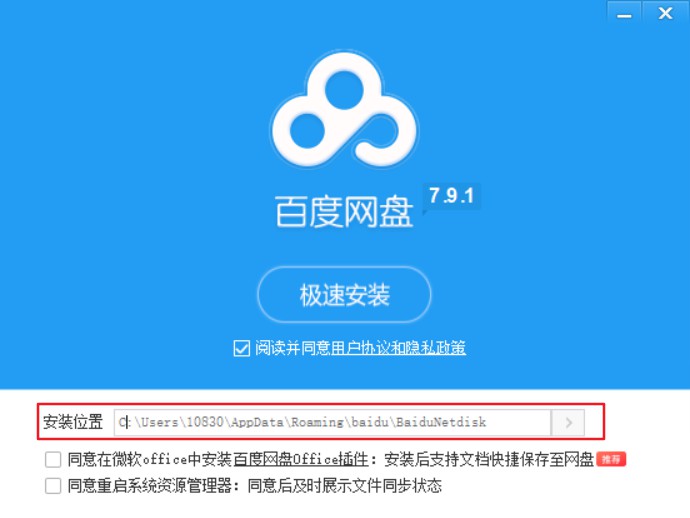 百度网盘 7.9.1
极速安装
阅读并同意用户协议和隐私政策
安装位置 C:\Users\10830\AppData\Roaming\baidu\BaiduNetdisk
同意在微软office中安装百度网盘Office插件：安装后支持文档快捷保存至网盘 推荐
同意重启系统资源管理器：同意后及时展示文件同步状态